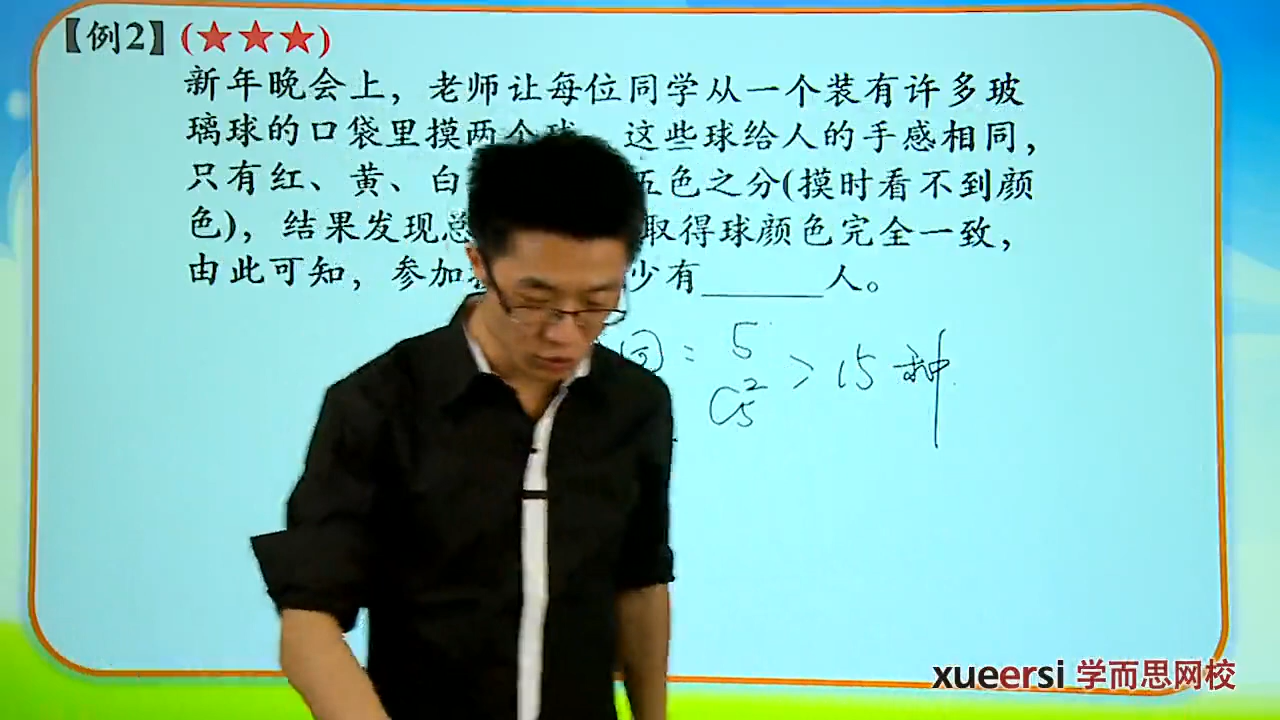 【例2】(★★★)
新年晚会上，老师让每位同学从一个装有许多玻
璃球的口袋里摸两个球，这些球给人的手感相同，
只有红、黄、白 五色之分(摸时看不到颜
色)，结果发现总 取得球颜色完全一致，
由此可知，参加 少有______人。
同：5
C₅² > 15种
xueersi 学而思网校